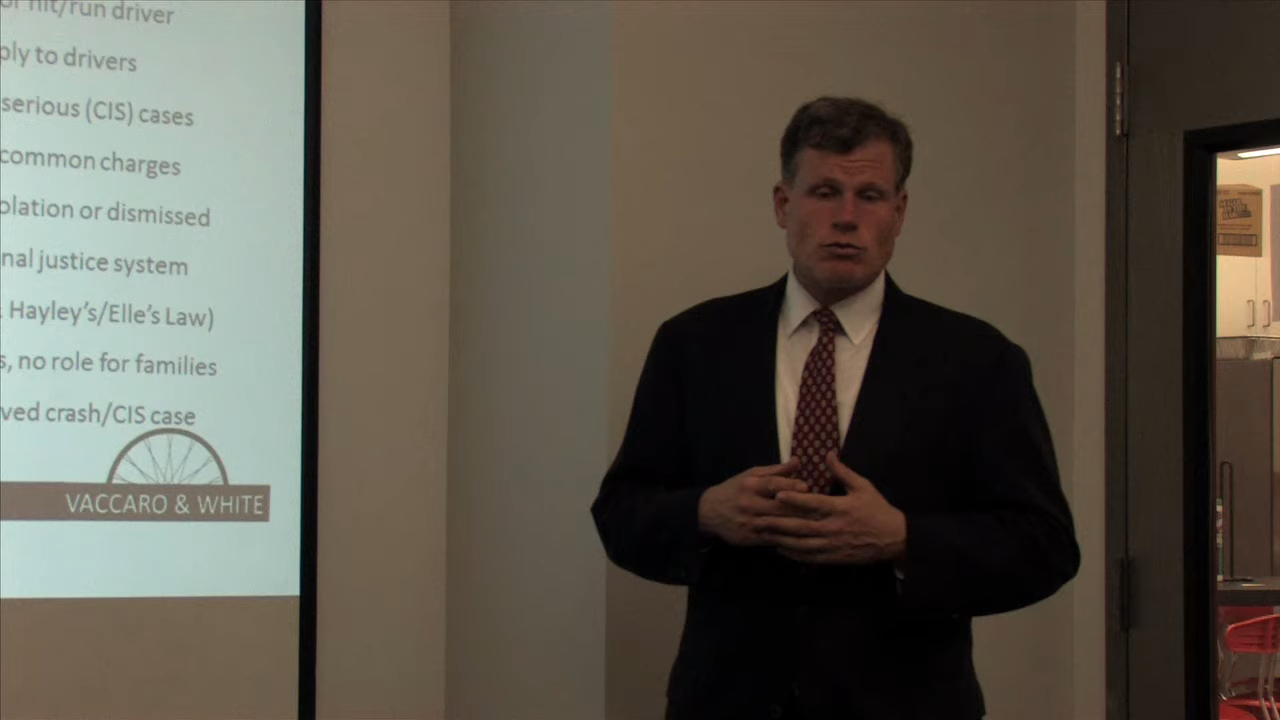 hit/run driver
ply to drivers
serious (CIS) cases
common charges
olation or dismissed
nal justice system
Hayley's/Elle's Law)
s, no role for families
ved crash/CIS case
VACCARO & WHITE